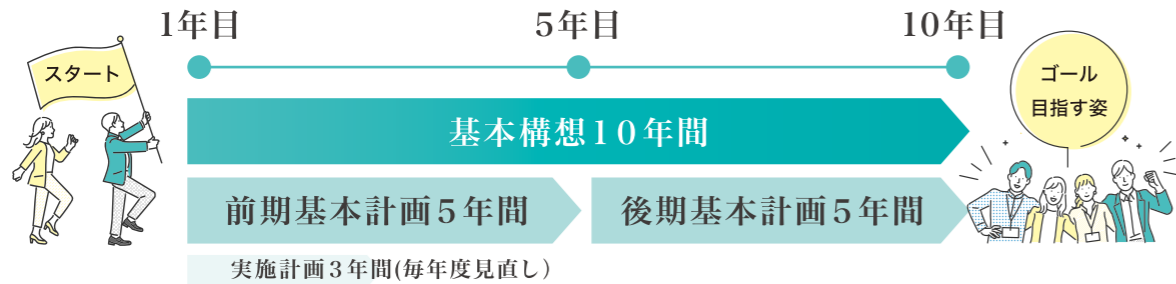 1年目 5年目 10年目
スタート
ゴール
目指す姿
基本構想１０年間
前期基本計画５年間 後期基本計画５年間
実施計画３年間(毎年度見直し）